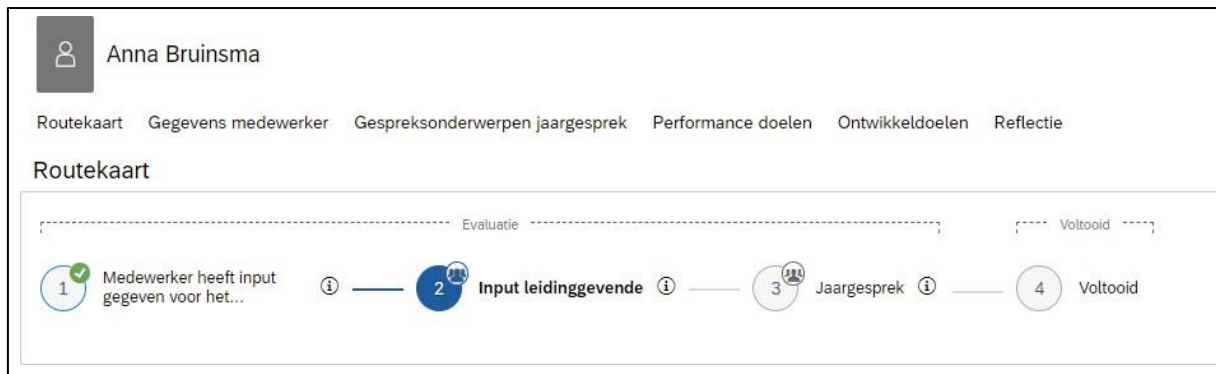 Anna Bruinsma
Routekaart Gegevens medewerker Gespreksonderwerpen jaargesprek Performance doelen Ontwikkeldoelen Reflectie
Routekaart
Evaluatie Voltooid
1 Medewerker heeft input gegeven voor het... 2 Input leidinggevende 3 Jaargesprek 4 Voltooid